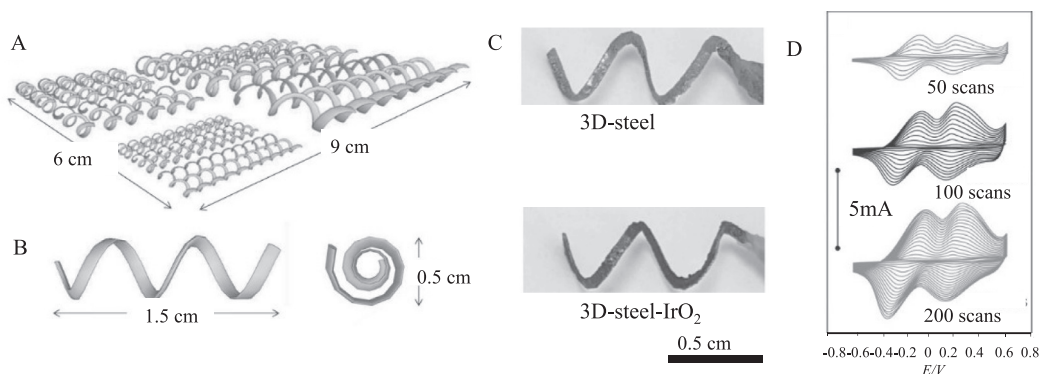 A
6 cm
9 cm
B
1.5 cm
0.5 cm
C
3D-steel
3D-steel-IrO₂
0.5 cm
D
50 scans
100 scans
5mA
200 scans
-0.8-0.6-0.4-0.2 0 0.2 0.4 0.6 0.8
E/V